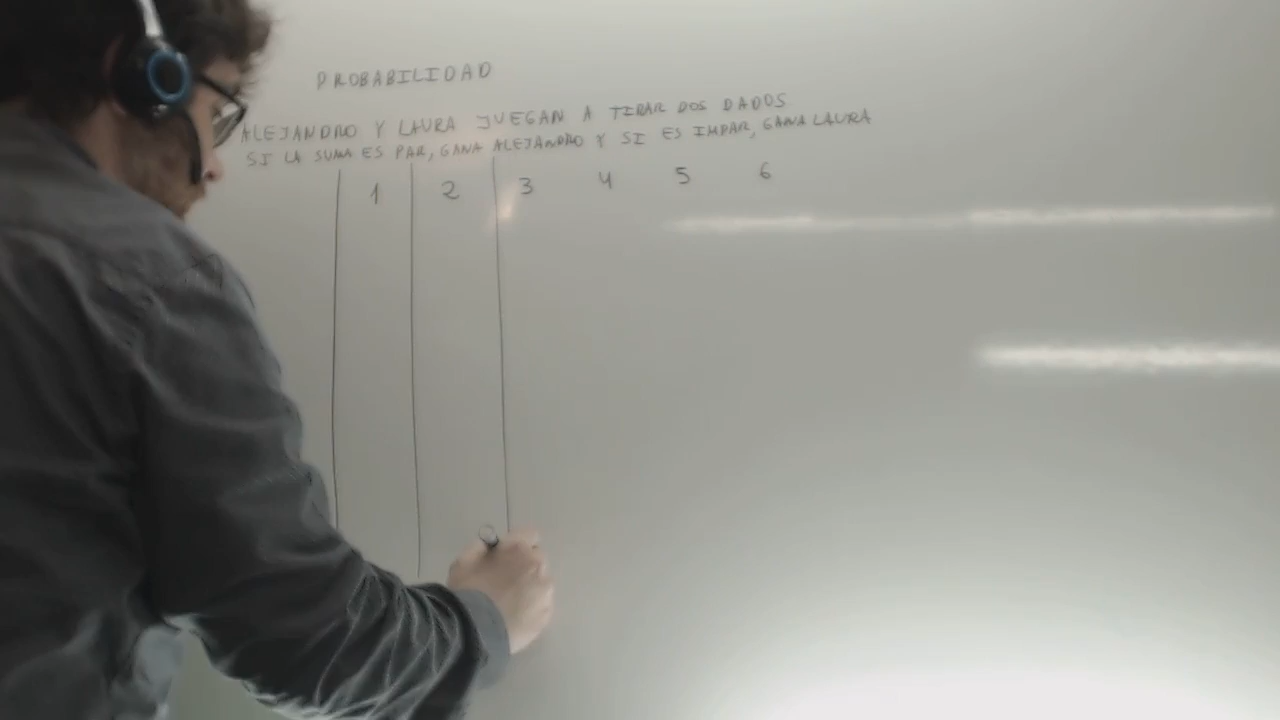 PROBABILIDAD
ALEJANDRO Y LAURA JUEGAN A TIRAR DOS DADOS
SI LA SUMA ES PAR, GANA ALEJANDRO Y SI ES IMPAR, GANA LAURA
1 2 3 4 5 6